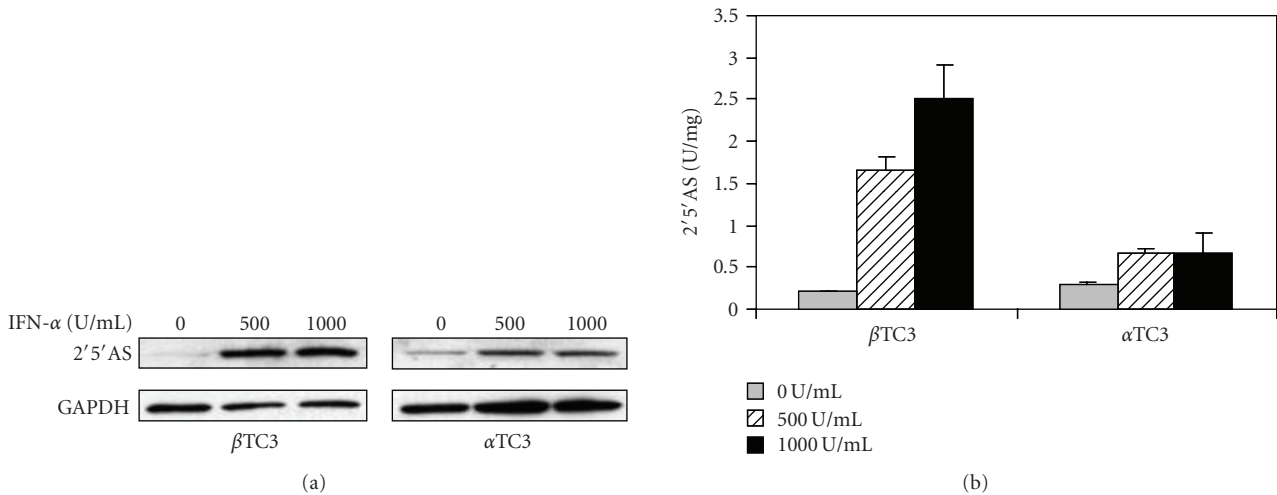 IFN-α (U/mL) 0 500 1000 0 500 1000
2′5′AS
GAPDH
βTC3 αTC3
(a)
3.5
3
2.5
2
1.5
1
0.5
0
2′5′AS (U/mg)
βTC3 αTC3
0 U/mL
500 U/mL
1000 U/mL
(b)